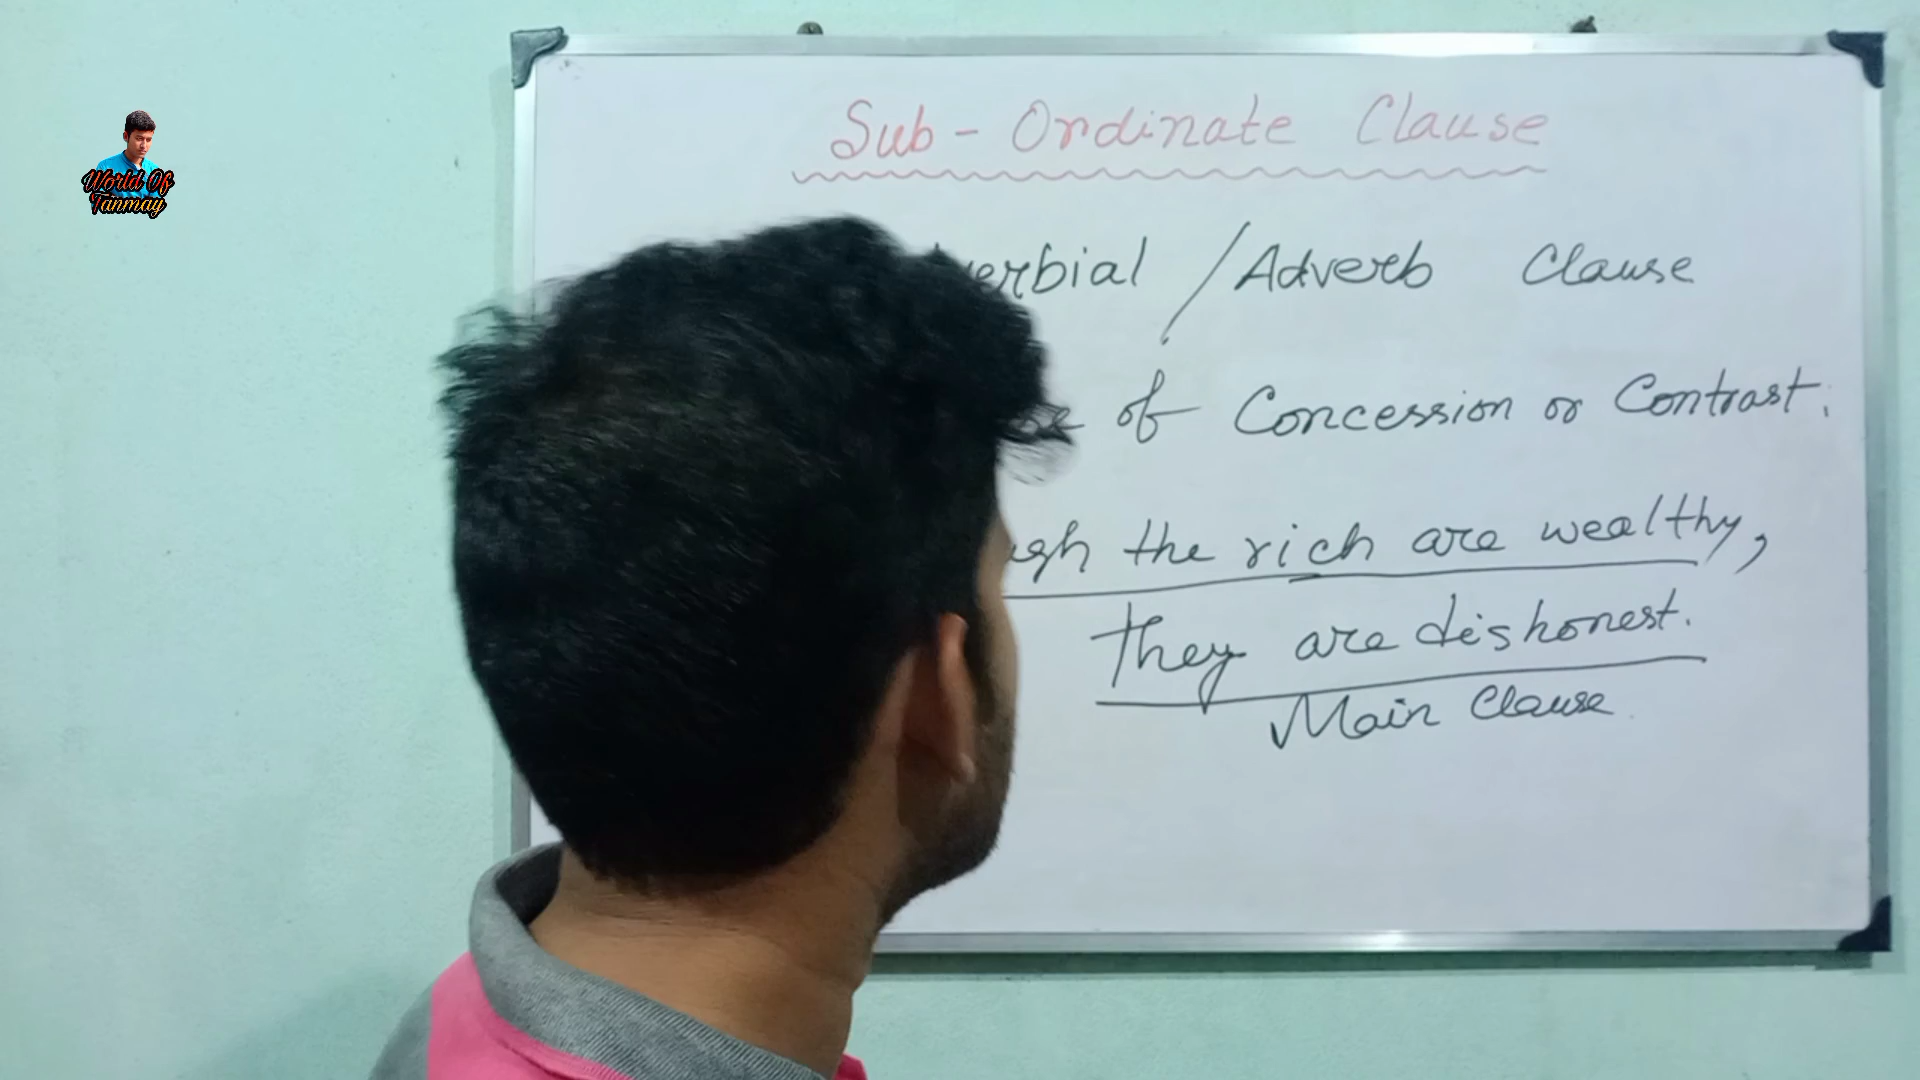 World Of
Tanmay
Sub-Ordinate Clause
/Adverb Clause
of Concession or Contrast.
the rich are wealthy,
They are dishonest.
Main Clause